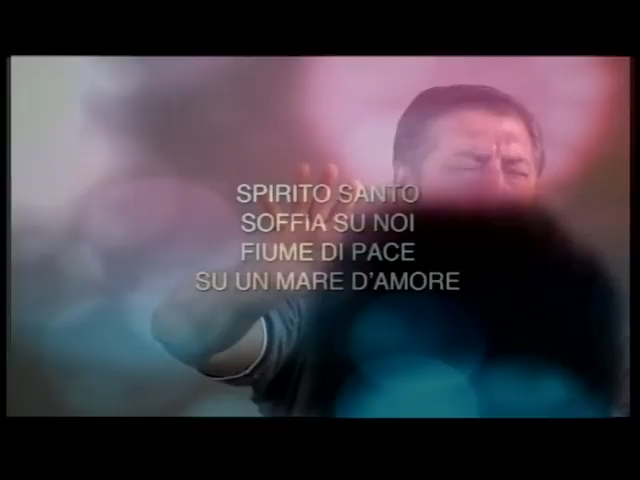 SPIRITO SANTO
SOFFIA SU NOI
FIUME DI PACE
SU UN MARE D'AMORE